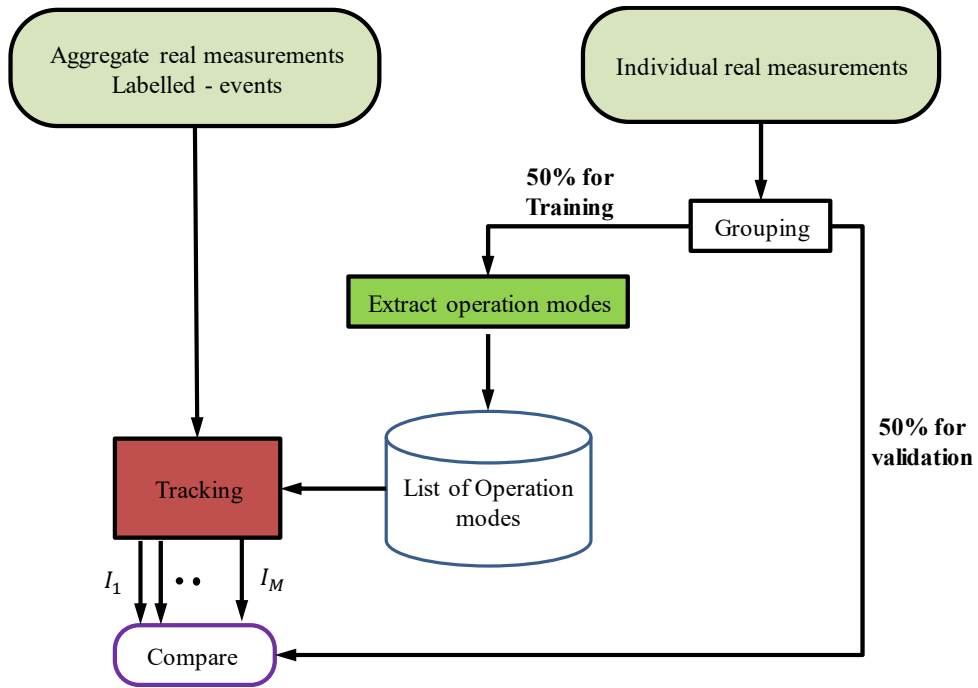 Aggregate real measurements
Labelled - events
Individual real measurements
50% for
Training
Grouping
Extract operation modes
50% for
validation
Tracking
List of Operation
modes
I₁
I_M
Compare